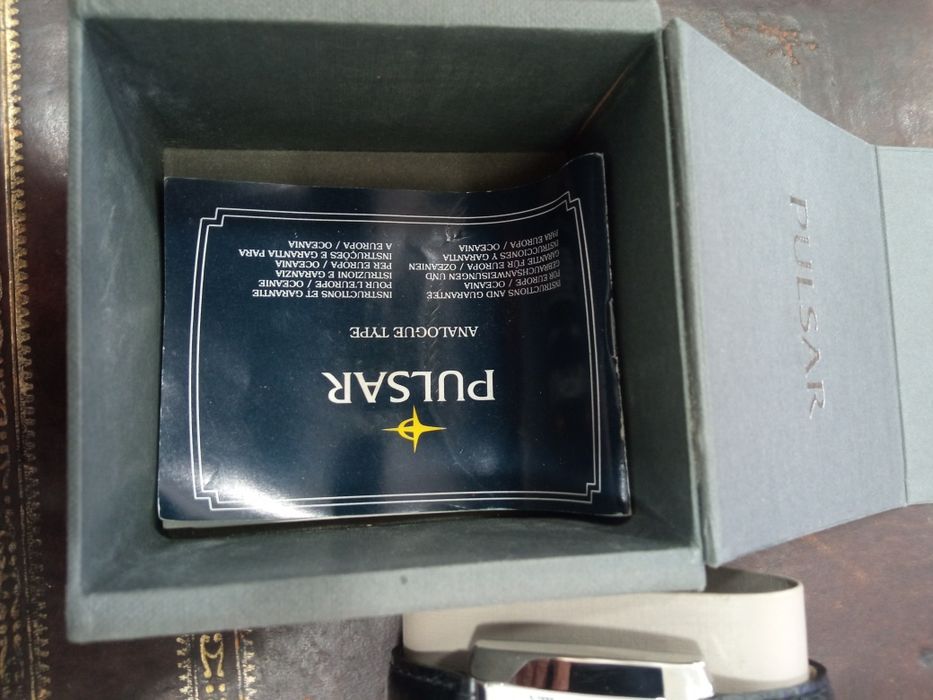 PULSAR
ANALOGUE TYPE
INSTRUCTIONS AND GUARANTEE
FOR EUROPE / OCEANIA
GEBRAUCHSANWEISUNGEN UND
GARANTIE FÜR EUROPA / OZEANIEN
INSTRUCCIONES Y GARANTIA
PARA EUROPA / OCEANIA
INSTRUCTIONS ET GARANTIE
POUR L'EUROPE / OCEANIE
ISTRUZIONI E GARANZIA
PER EUROPA / OCEANIA
INSTRUÇÕES E GARANTIA PARA
A EUROPA / OCEANIA
PULSAR